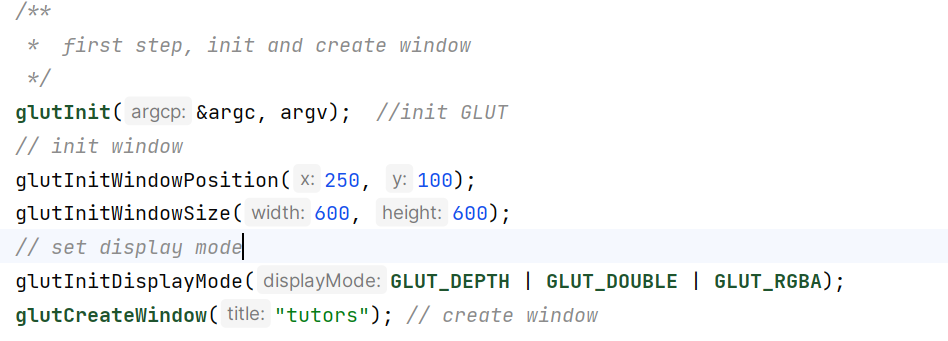 /**
 *  first step, init and create window
 */
glutInit( argcp: &argc, argv);  //init GLUT
// init window
glutInitWindowPosition( x: 250,  y: 100);
glutInitWindowSize( width: 600,  height: 600);
// set display mode
glutInitDisplayMode( displayMode: GLUT_DEPTH | GLUT_DOUBLE | GLUT_RGBA);
glutCreateWindow( title: "tutors"); // create window